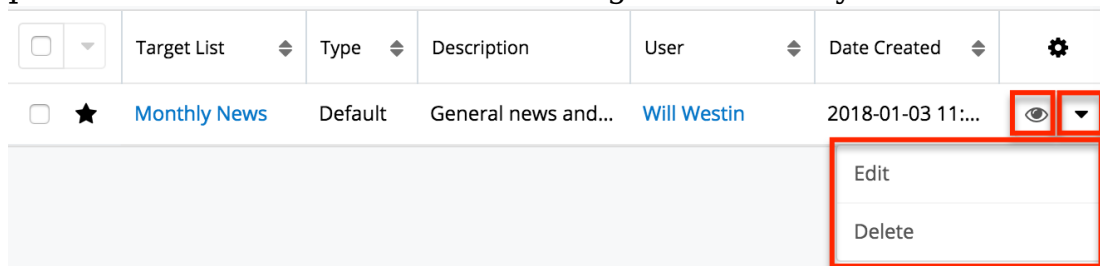 Target List Type Description User Date Created
Monthly News Default General news and... Will Westin 2018-01-03 11:...
Edit
Delete